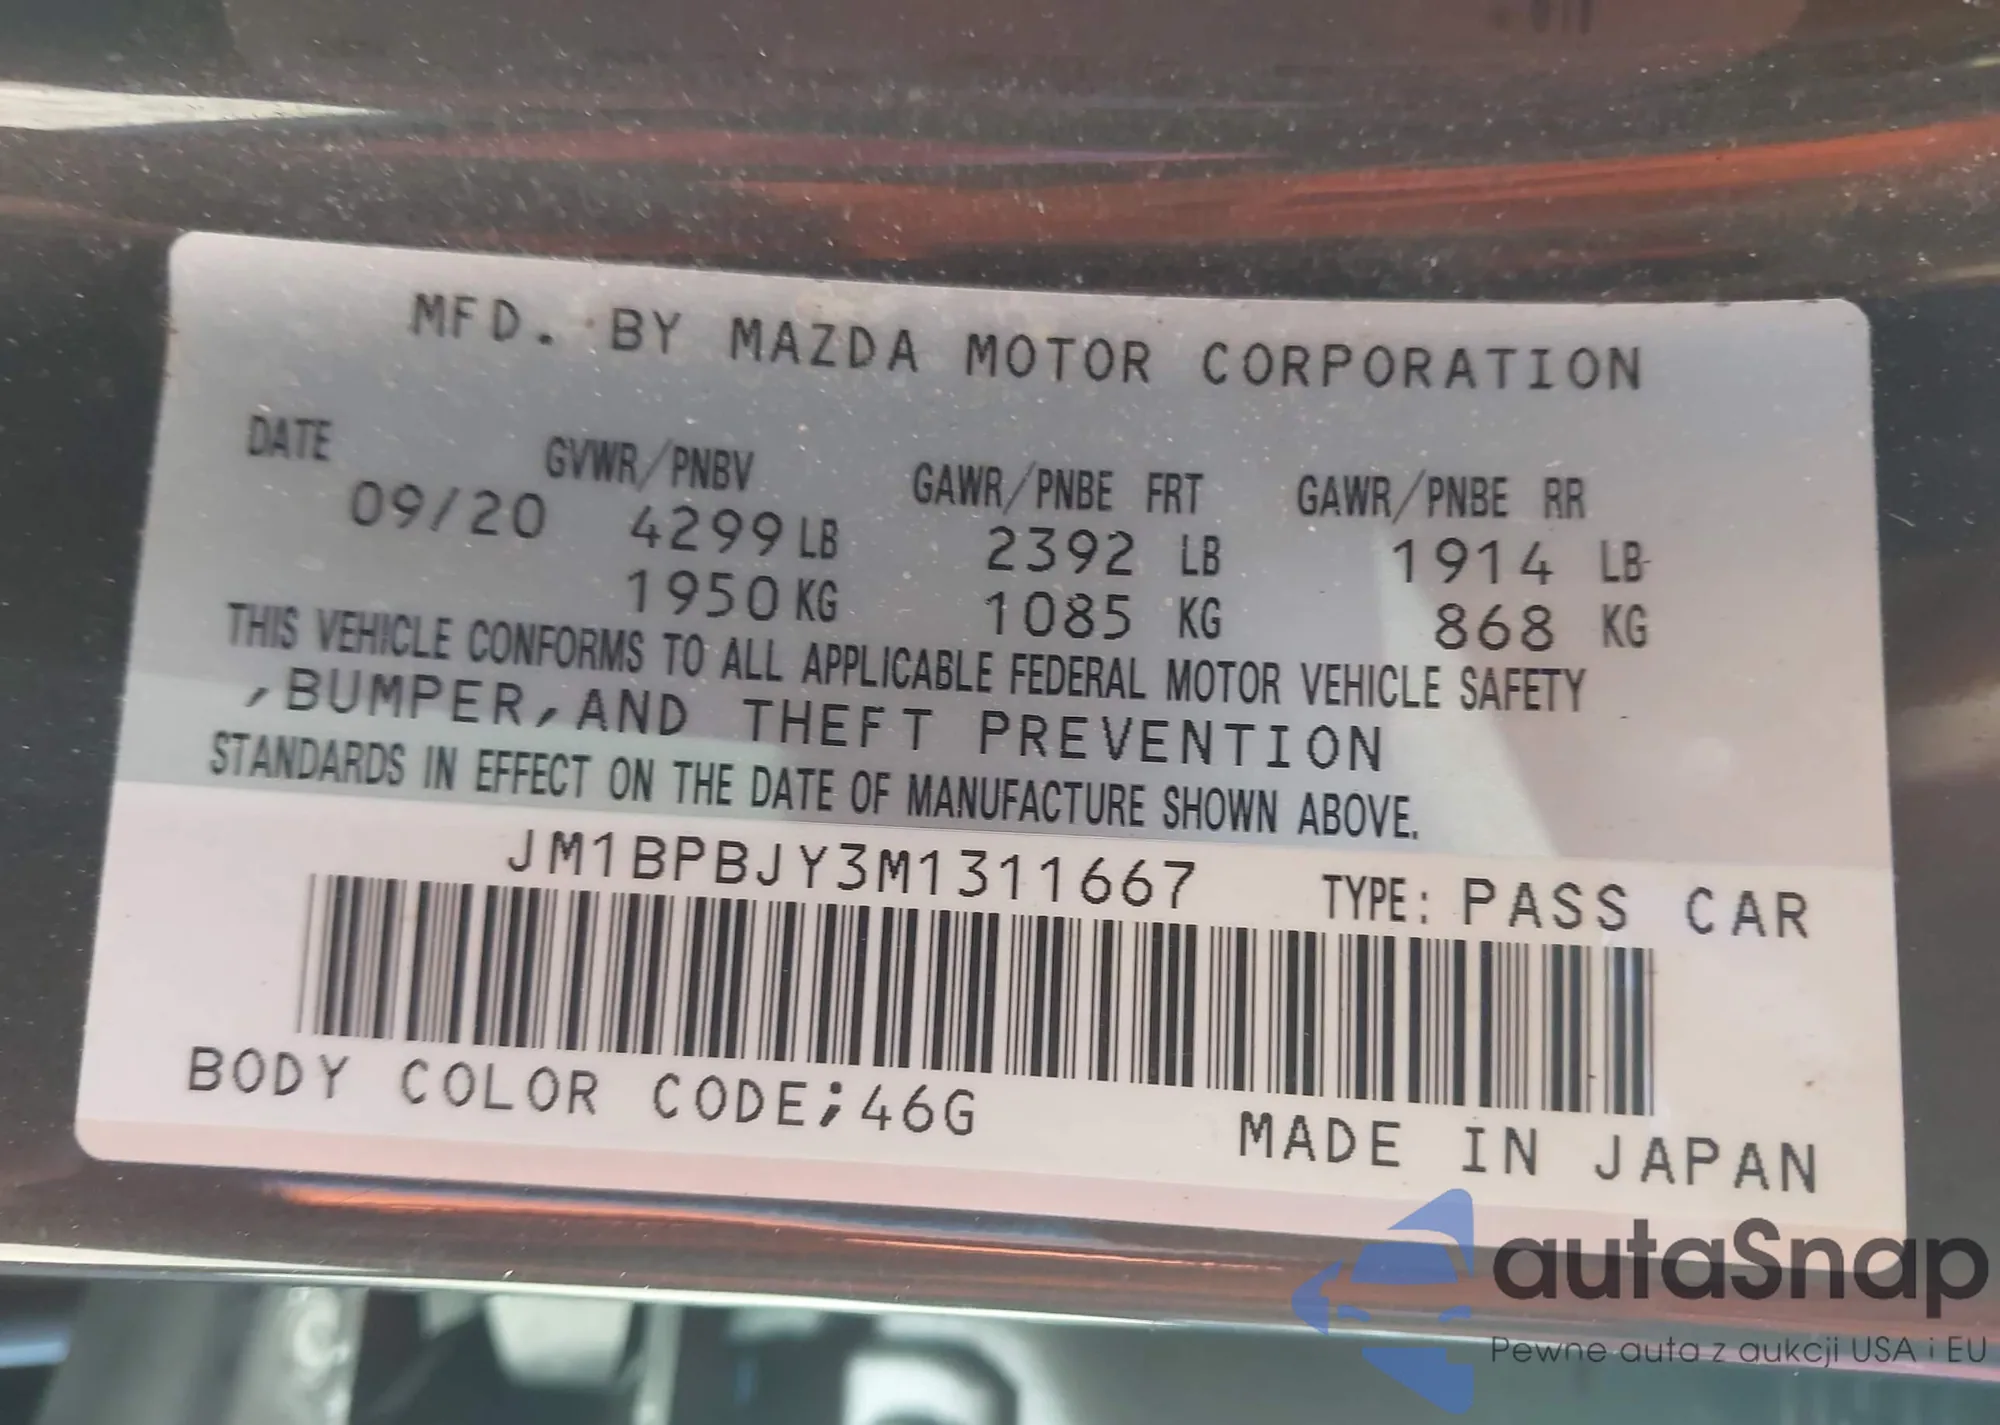 MFD. BY MAZDA MOTOR CORPORATION
DATE GVWR/PNBV GAWR/PNBE FRT GAWR/PNBE RR
09/20 4299 LB 2392 LB 1914 LB
1950 KG 1085 KG 868 KG
THIS VEHICLE CONFORMS TO ALL APPLICABLE FEDERAL MOTOR VEHICLE SAFETY
,BUMPER,AND THEFT PREVENTION
STANDARDS IN EFFECT ON THE DATE OF MANUFACTURE SHOWN ABOVE.
JM1BPBJY3M1311667 TYPE: PASS CAR
BODY COLOR CODE;46G
MADE IN JAPAN
autaSnap
Pewne auta z aukcji USA i EU